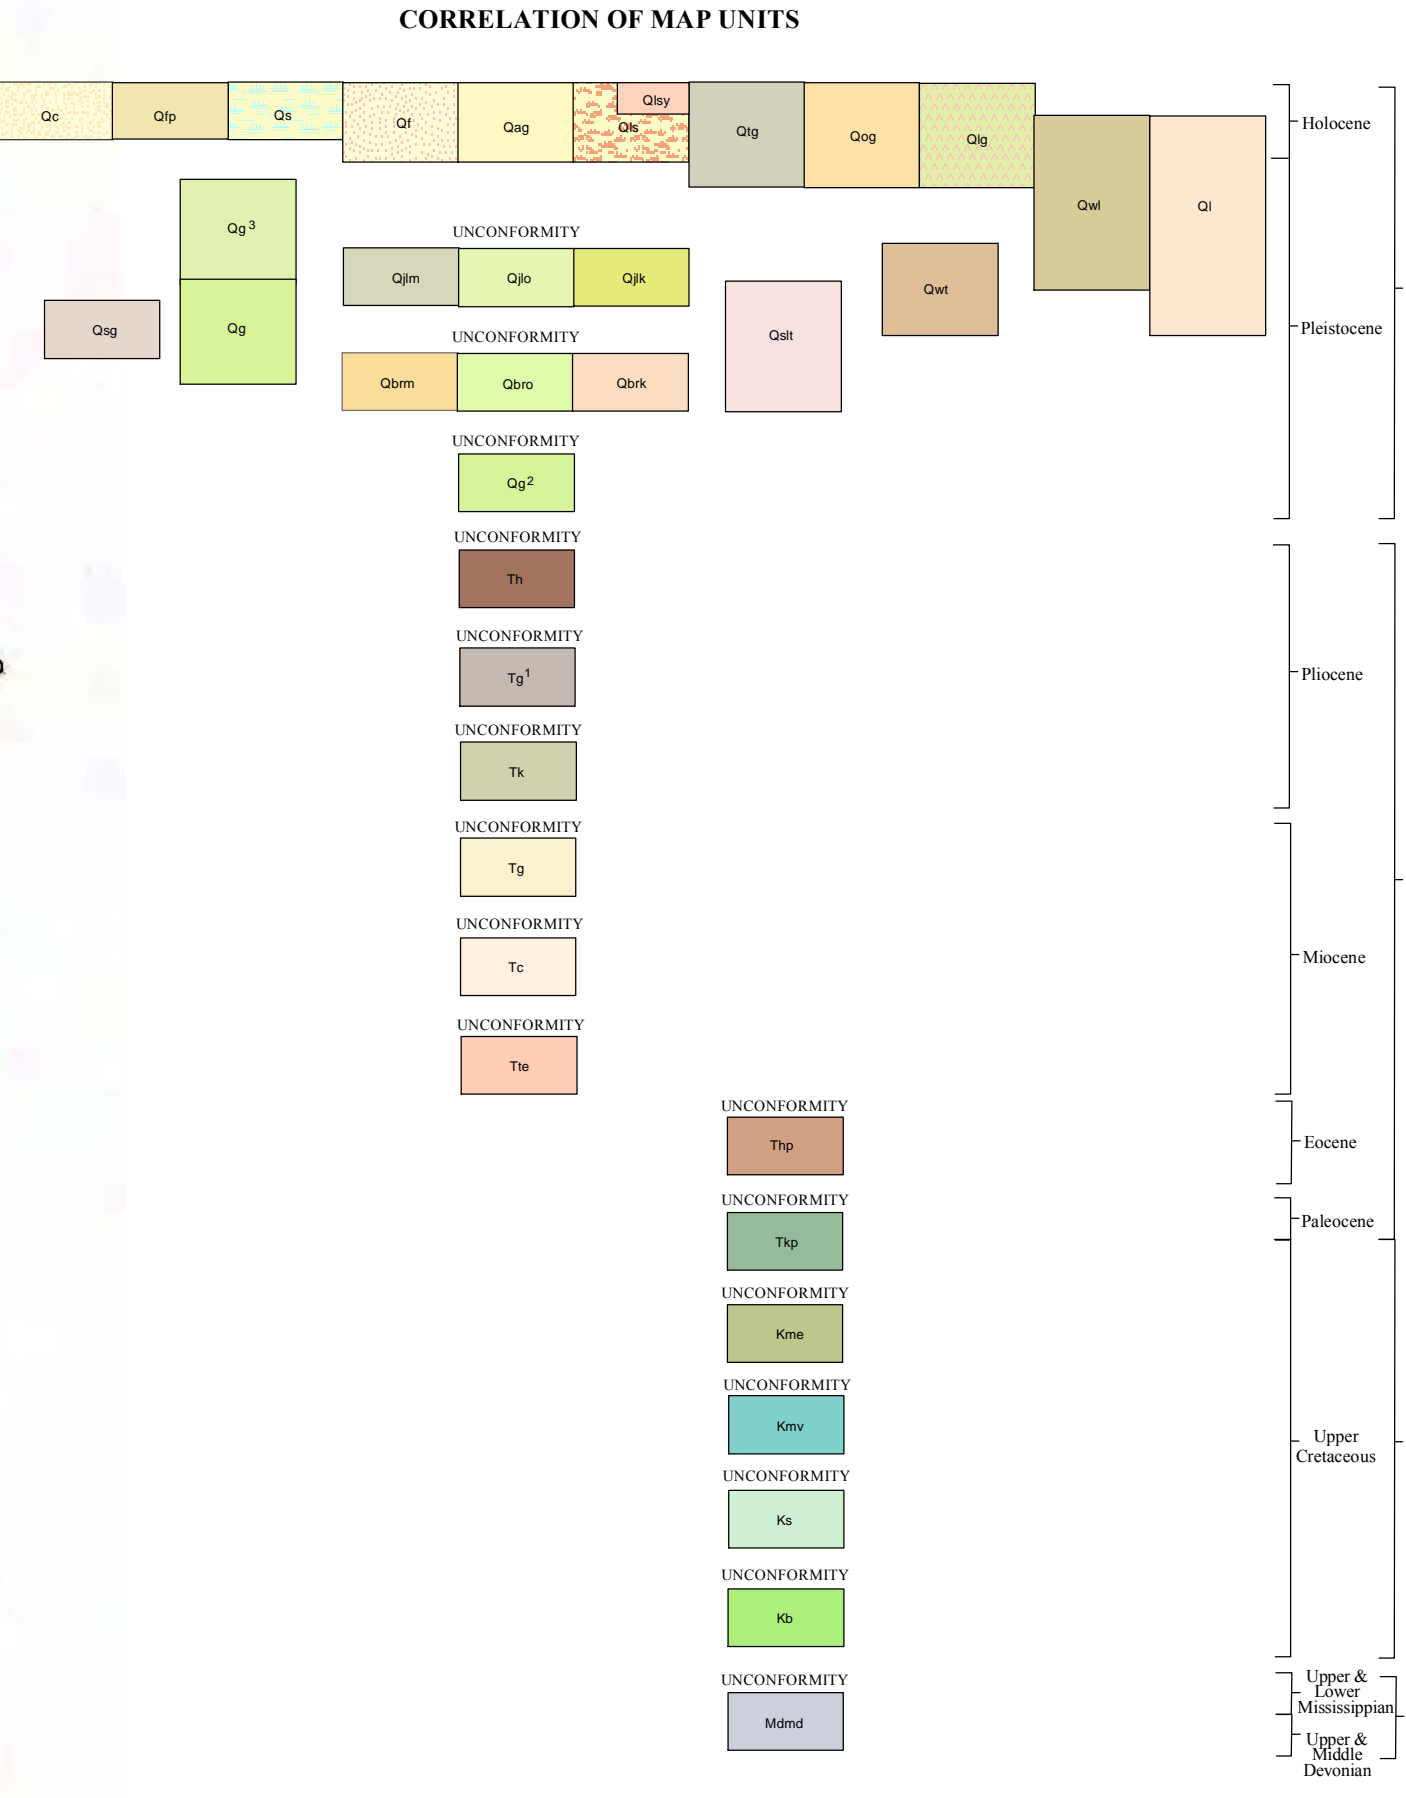 CORRELATION OF MAP UNITS
Qc
Qfp
Qs
Qf
Qag
Qlsy
Qls
Qtg
Qog
Qlg
Qwl
Ql
Holocene
Qg3
UNCONFORMITY
Qjlm
Qjlo
Qjlk
Qwt
Qsg
Qg
Qslt
Pleistocene
UNCONFORMITY
Qbrm
Qbro
Qbrk
UNCONFORMITY
Qg2
UNCONFORMITY
Th
UNCONFORMITY
Tg1
Pliocene
UNCONFORMITY
Tk
UNCONFORMITY
Tg
UNCONFORMITY
Tc
Miocene
UNCONFORMITY
Tte
UNCONFORMITY
Thp
Eocene
UNCONFORMITY
Tkp
Paleocene
UNCONFORMITY
Kme
UNCONFORMITY
Kmv
Upper
Cretaceous
UNCONFORMITY
Ks
UNCONFORMITY
Kb
UNCONFORMITY
Mdmd
Upper &
Lower
Mississippian
Upper &
Middle
Devonian